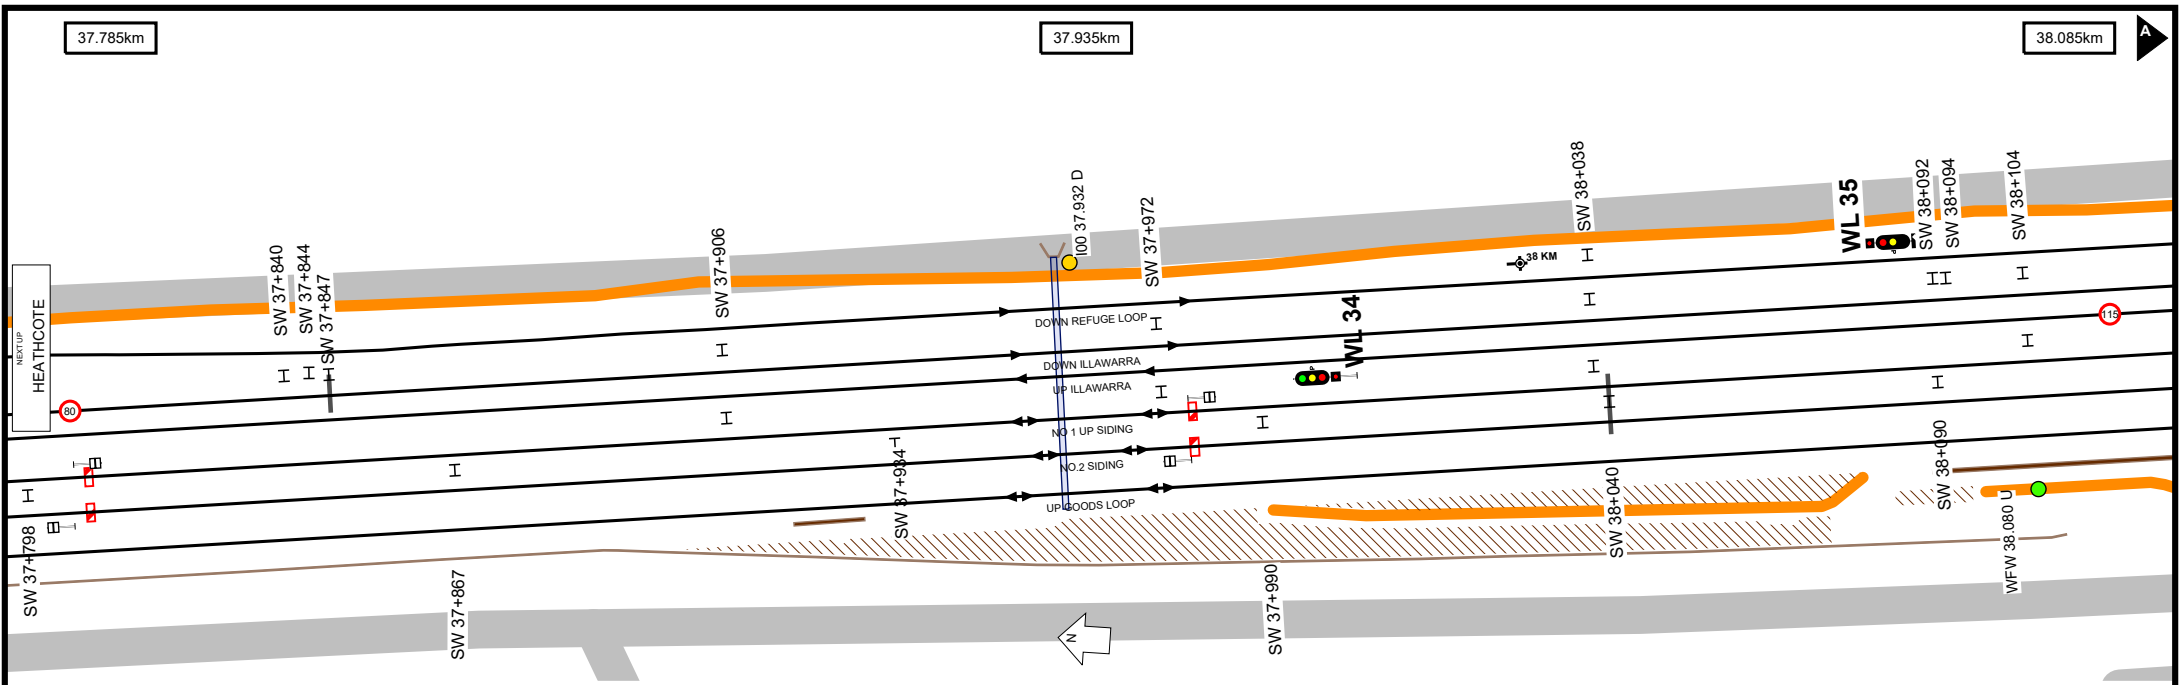 37.785km
37.935km
38.085km
A
NEXT UP
HEATHCOTE
SW 37+840
SW 37+844
SW 37+847
SW 37+906
I00 37.932 D
SW 37+972
SW 38+038
WL 35
SW 38+092
SW 38+094
SW 38+104
38 KM
WL 34
DOWN REFUGE LOOP
DOWN ILLAWARRA
UP ILLAWARRA
NO 1 UP SIDING
NO.2 SIDING
UP GOODS LOOP
80
115
SW 37+798
SW 37+867
SW 37+934
SW 37+990
SW 38+040
SW 38+090
WFW 38.080 U
N